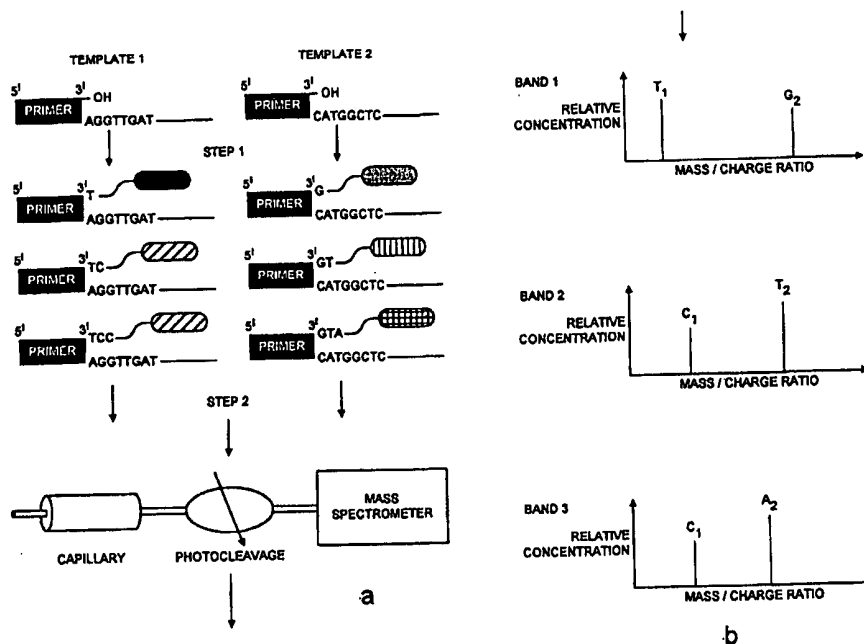 TEMPLATE 1
5' 3' OH
PRIMER
AGGTTGAT
TEMPLATE 2
5' 3' OH
PRIMER
CATGGCTC
STEP 1
5' 3' T
PRIMER
AGGTTGAT
5' 3' G
PRIMER
CATGGCTC
5' 3' TC
PRIMER
AGGTTGAT
5' 3' GT
PRIMER
CATGGCTC
5' 3' TCC
PRIMER
AGGTTGAT
5' 3' GTA
PRIMER
CATGGCTC
STEP 2
CAPILLARY
PHOTOCLEAVAGE
MASS
SPECTROMETER
a
BAND 1
RELATIVE
CONCENTRATION
T1
G2
MASS / CHARGE RATIO
BAND 2
RELATIVE
CONCENTRATION
C1
T2
MASS / CHARGE RATIO
BAND 3
RELATIVE
CONCENTRATION
C1
A2
MASS / CHARGE RATIO
b